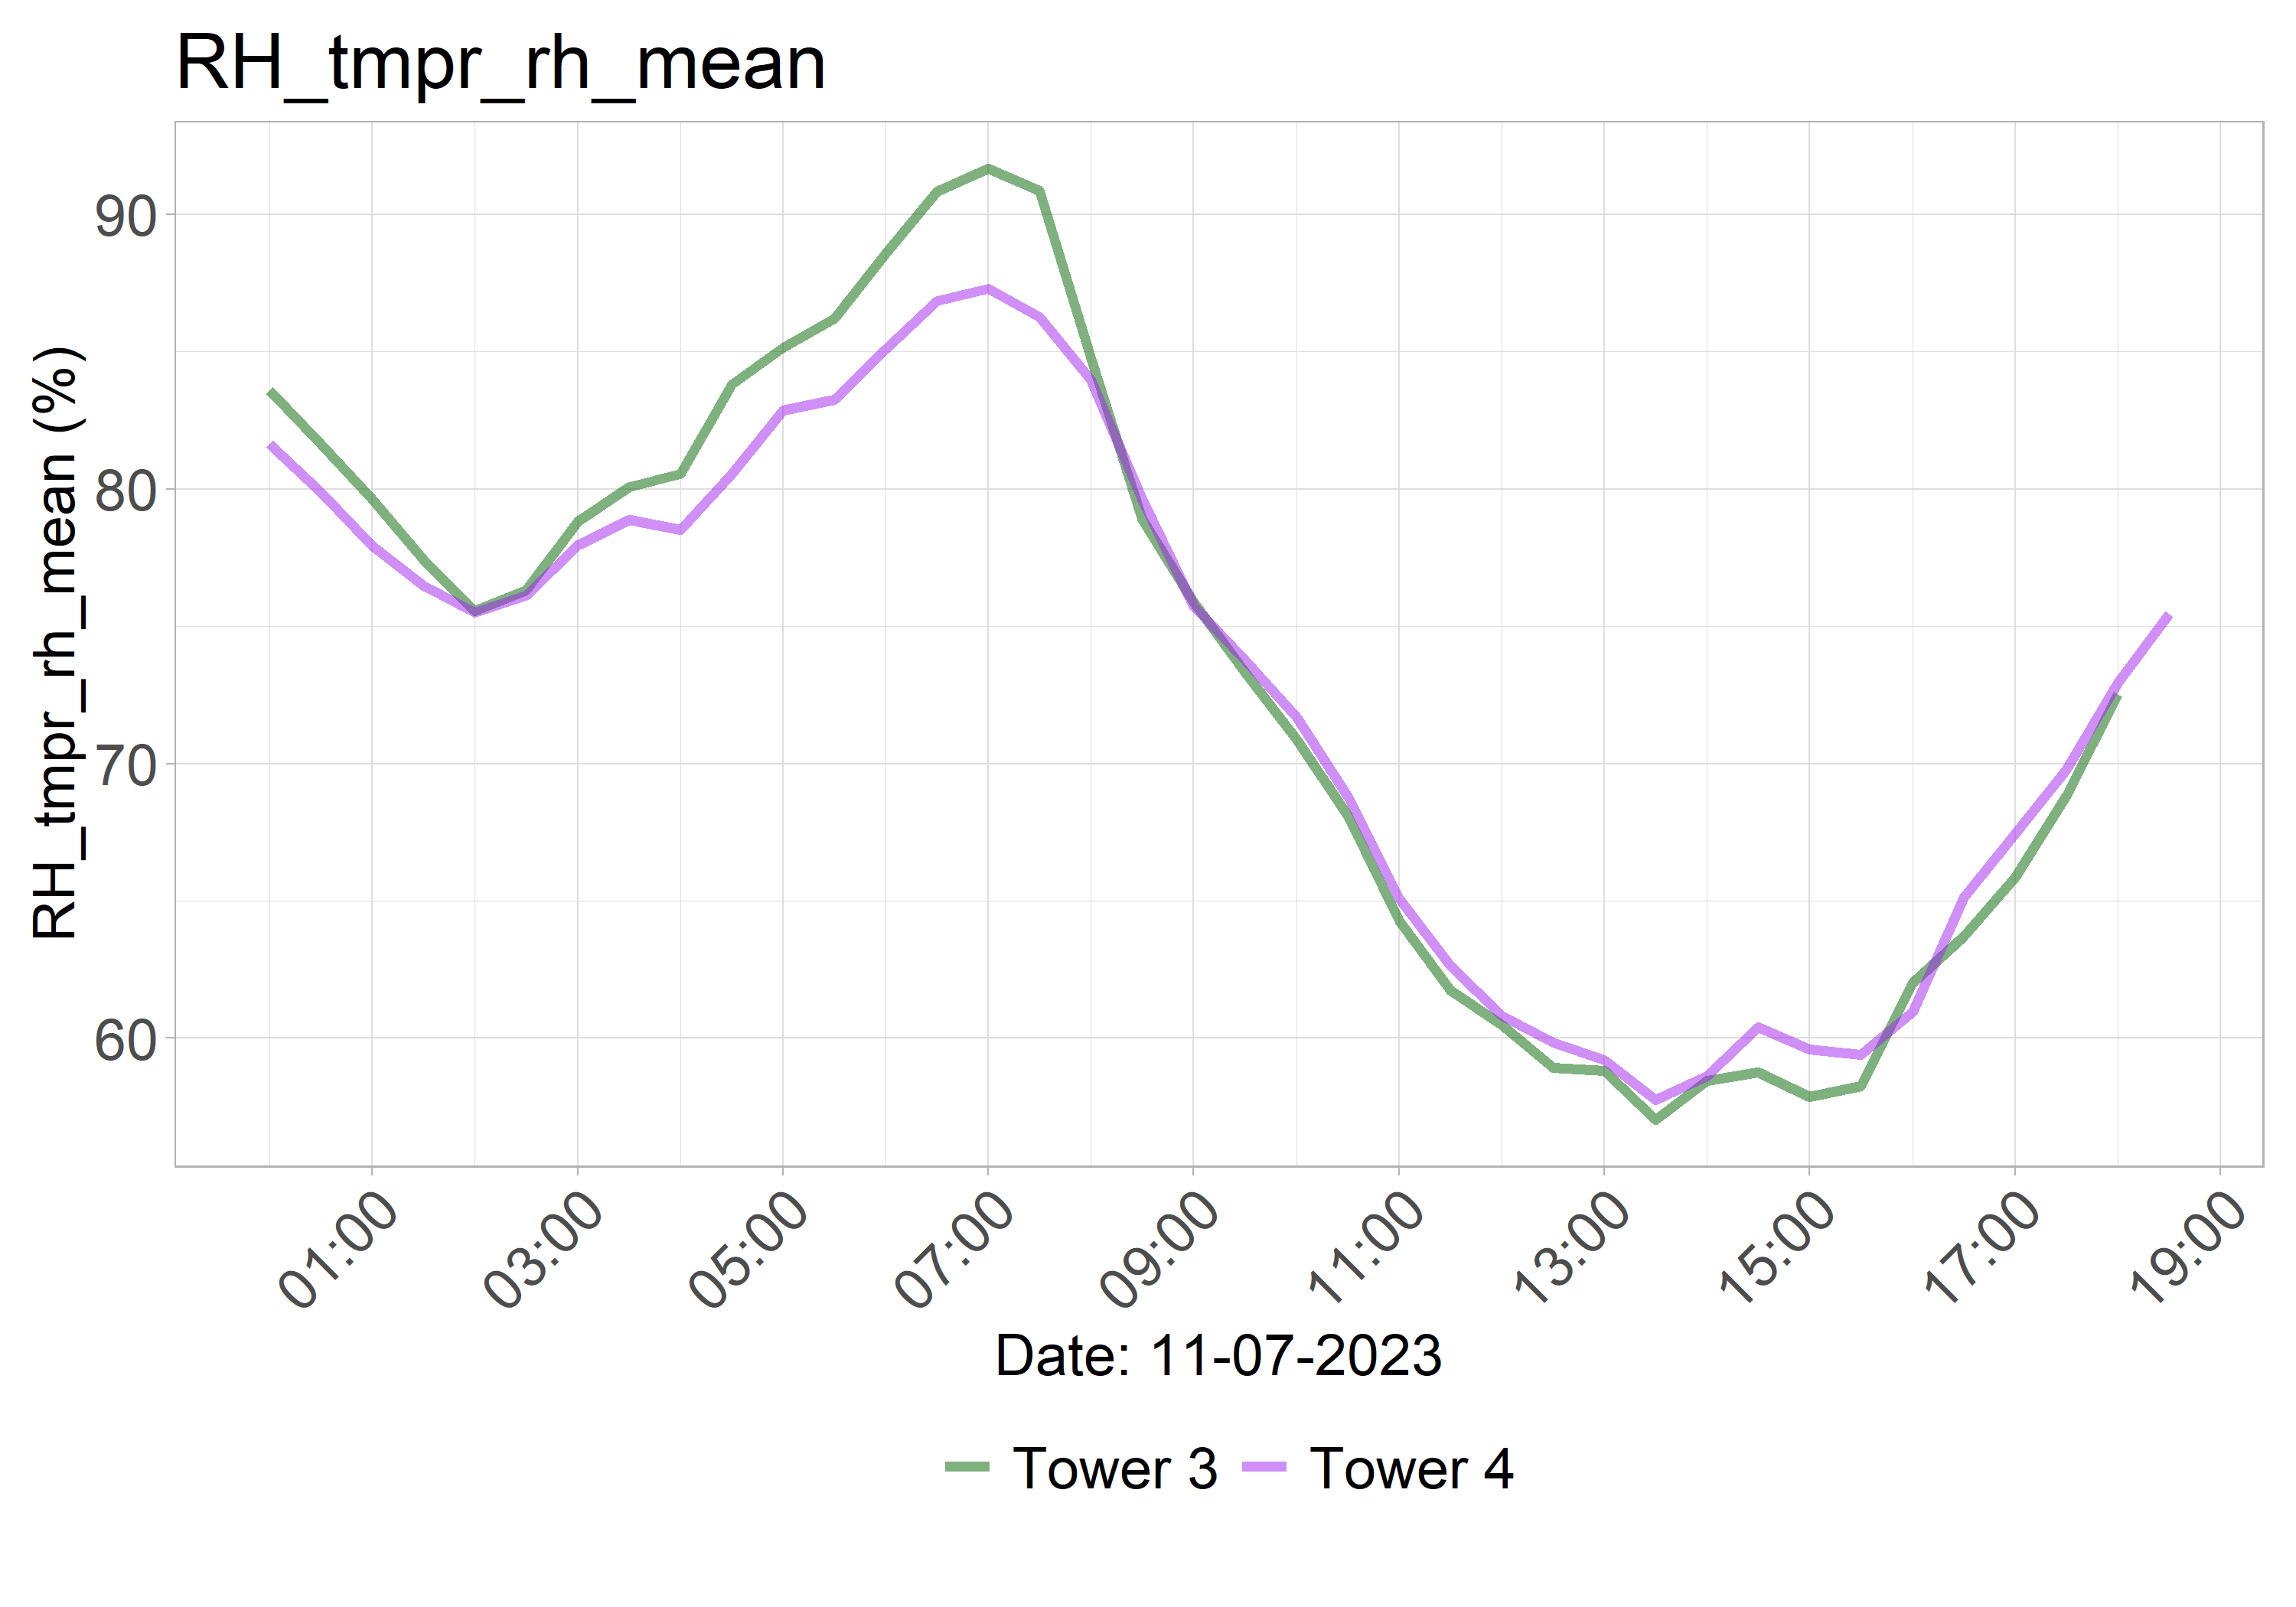 RH_tmpr_rh_mean
RH_tmpr_rh_mean (%)
90
80
70
60
01:00
03:00
05:00
07:00
09:00
11:00
13:00
15:00
17:00
19:00
Date: 11-07-2023
Tower 3
Tower 4